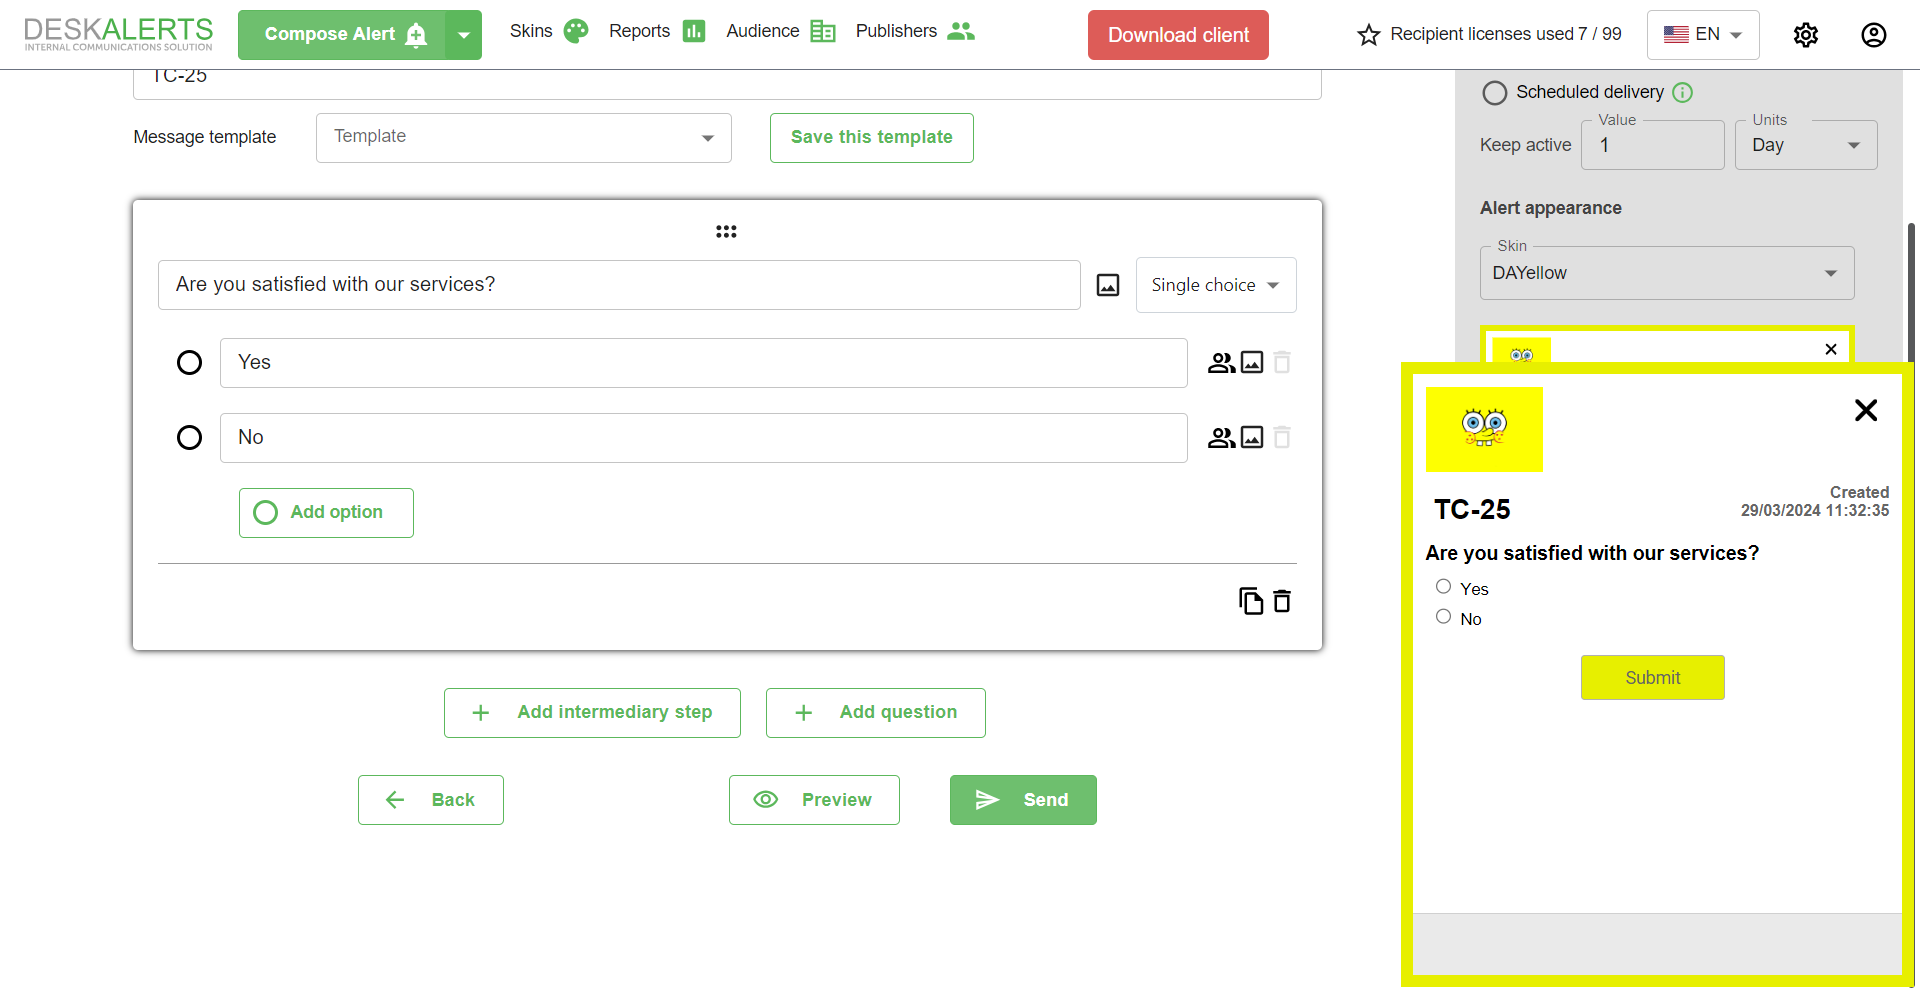 DESKALERTS
INTERNAL COMMUNICATIONS SOLUTION
Compose Alert
Skins
Reports
Audience
Publishers
Download client
Recipient licenses used 7 / 99
EN
TC-25
Message template
Template
Save this template
Are you satisfied with our services?
Single choice
Yes
No
Add option
Add intermediary step
Add question
Back
Preview
Send
Scheduled delivery
Keep active
Value
1
Units
Day
Alert appearance
Skin
DAYellow
TC-25
Created
29/03/2024 11:32:35
Are you satisfied with our services?
Yes
No
Submit